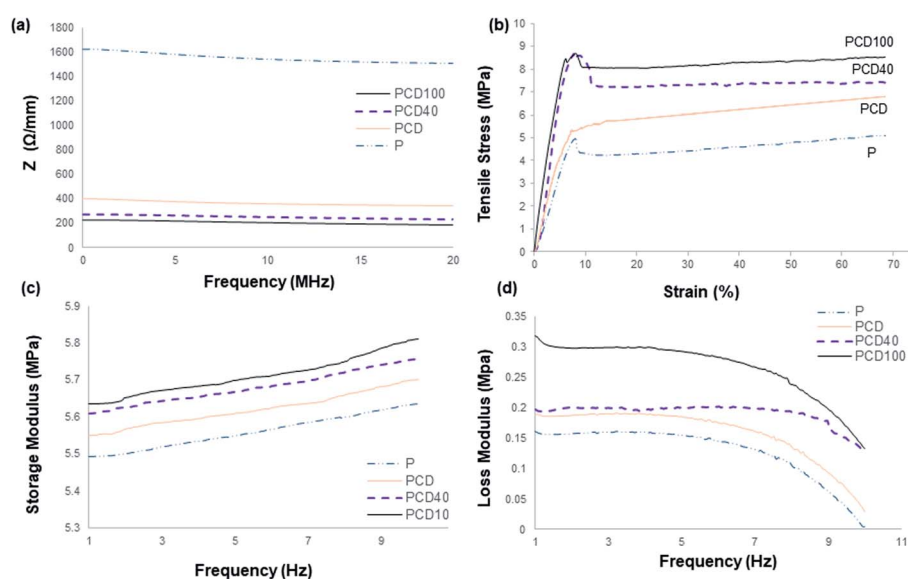 (a)
1800
1600
1400
1200
1000
800
600
400
200
0
Z (Ω/mm)
0 5 10 15 20
Frequency (MHz)
PCD100
PCD40
PCD
P
(b)
10
9
8
7
6
5
4
3
2
1
0
Tensile Stress (MPa)
PCD100
PCD40
PCD
P
0 10 20 30 40 50 60 70
Strain (%)
(c)
5.9
5.8
5.7
5.6
5.5
5.4
5.3
Storage Modulus (MPa)
P
PCD
PCD40
PCD10
1 3 5 7 9
Frequency (Hz)
(d)
0.35
0.3
0.25
0.2
0.15
0.1
0.05
0
Loss Modulus (Mpa)
P
PCD
PCD40
PCD100
1 3 5 7 9 11
Frequency (Hz)